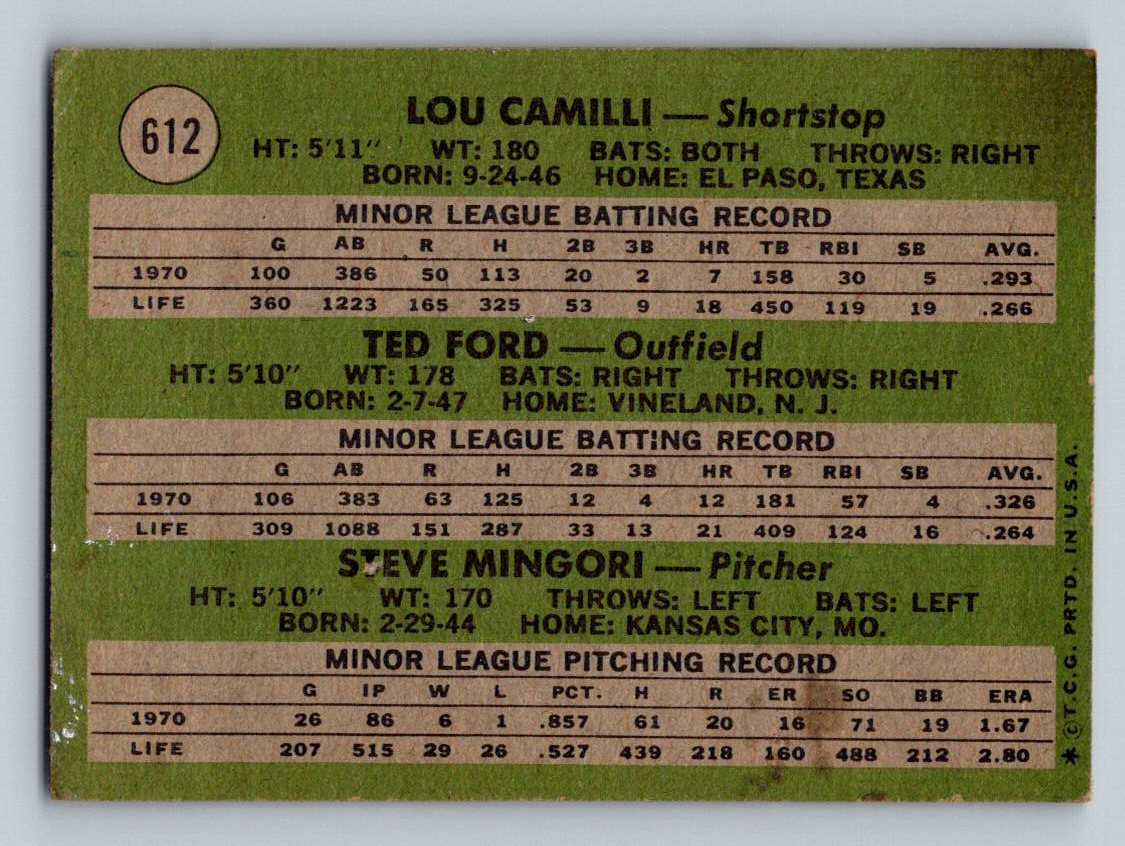 612
LOU CAMILLI — Shortstop
HT: 5'11" WT: 180 BATS: BOTH THROWS: RIGHT
BORN: 9-24-46 HOME: EL PASO, TEXAS
MINOR LEAGUE BATTING RECORD
G AB R H 2B 3B HR TB RBI SB AVG.
1970 100 386 50 113 20 2 7 158 30 5 .293
LIFE 360 1223 165 325 53 9 18 450 119 19 .266
TED FORD — Outfield
HT: 5'10" WT: 178 BATS: RIGHT THROWS: RIGHT
BORN: 2-7-47 HOME: VINELAND, N. J.
MINOR LEAGUE BATTING RECORD
G AB R H 2B 3B HR TB RBI SB AVG.
1970 106 383 63 125 12 4 12 181 57 4 .326
LIFE 309 1088 151 287 33 13 21 409 124 16 .264
STEVE MINGORI — Pitcher
HT: 5'10" WT: 170 THROWS: LEFT BATS: LEFT
BORN: 2-29-44 HOME: KANSAS CITY, MO.
MINOR LEAGUE PITCHING RECORD
G IP W L PCT. H R ER SO BB ERA
1970 26 86 6 1 .857 61 20 16 71 19 1.67
LIFE 207 515 29 26 .527 439 218 160 488 212 2.80
* © T.C.G. PRTD. IN U.S.A.